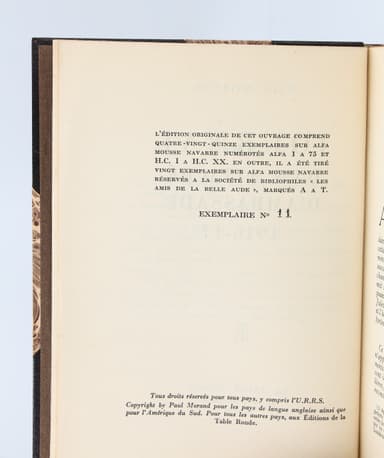 L'ÉDITION ORIGINALE DE CET OUVRAGE COMPREND
QUATRE-VINGT-QUINZE EXEMPLAIRES SUR ALFA
MOUSSE NAVARRE NUMÉROTÉS ALFA I A 75 ET
H.C. I A H.C. XX. EN OUTRE, IL A ÉTÉ TIRÉ
VINGT EXEMPLAIRES SUR ALFA MOUSSE NAVARRE
RÉSERVÉS A LA SOCIÉTÉ DE BIBLIOPHILES « LES
AMIS DE LA BELLE AUDE », MARQUÉS A A T.
EXEMPLAIRE No 11
Tous droits réservés pour tous pays, y compris l'U.R.R.S.
Copyright by Paul Morand pour les pays de langue anglaise ainsi que
pour l'Amérique du Sud. Pour tous les autres pays, aux Éditions de la
Table Ronde.